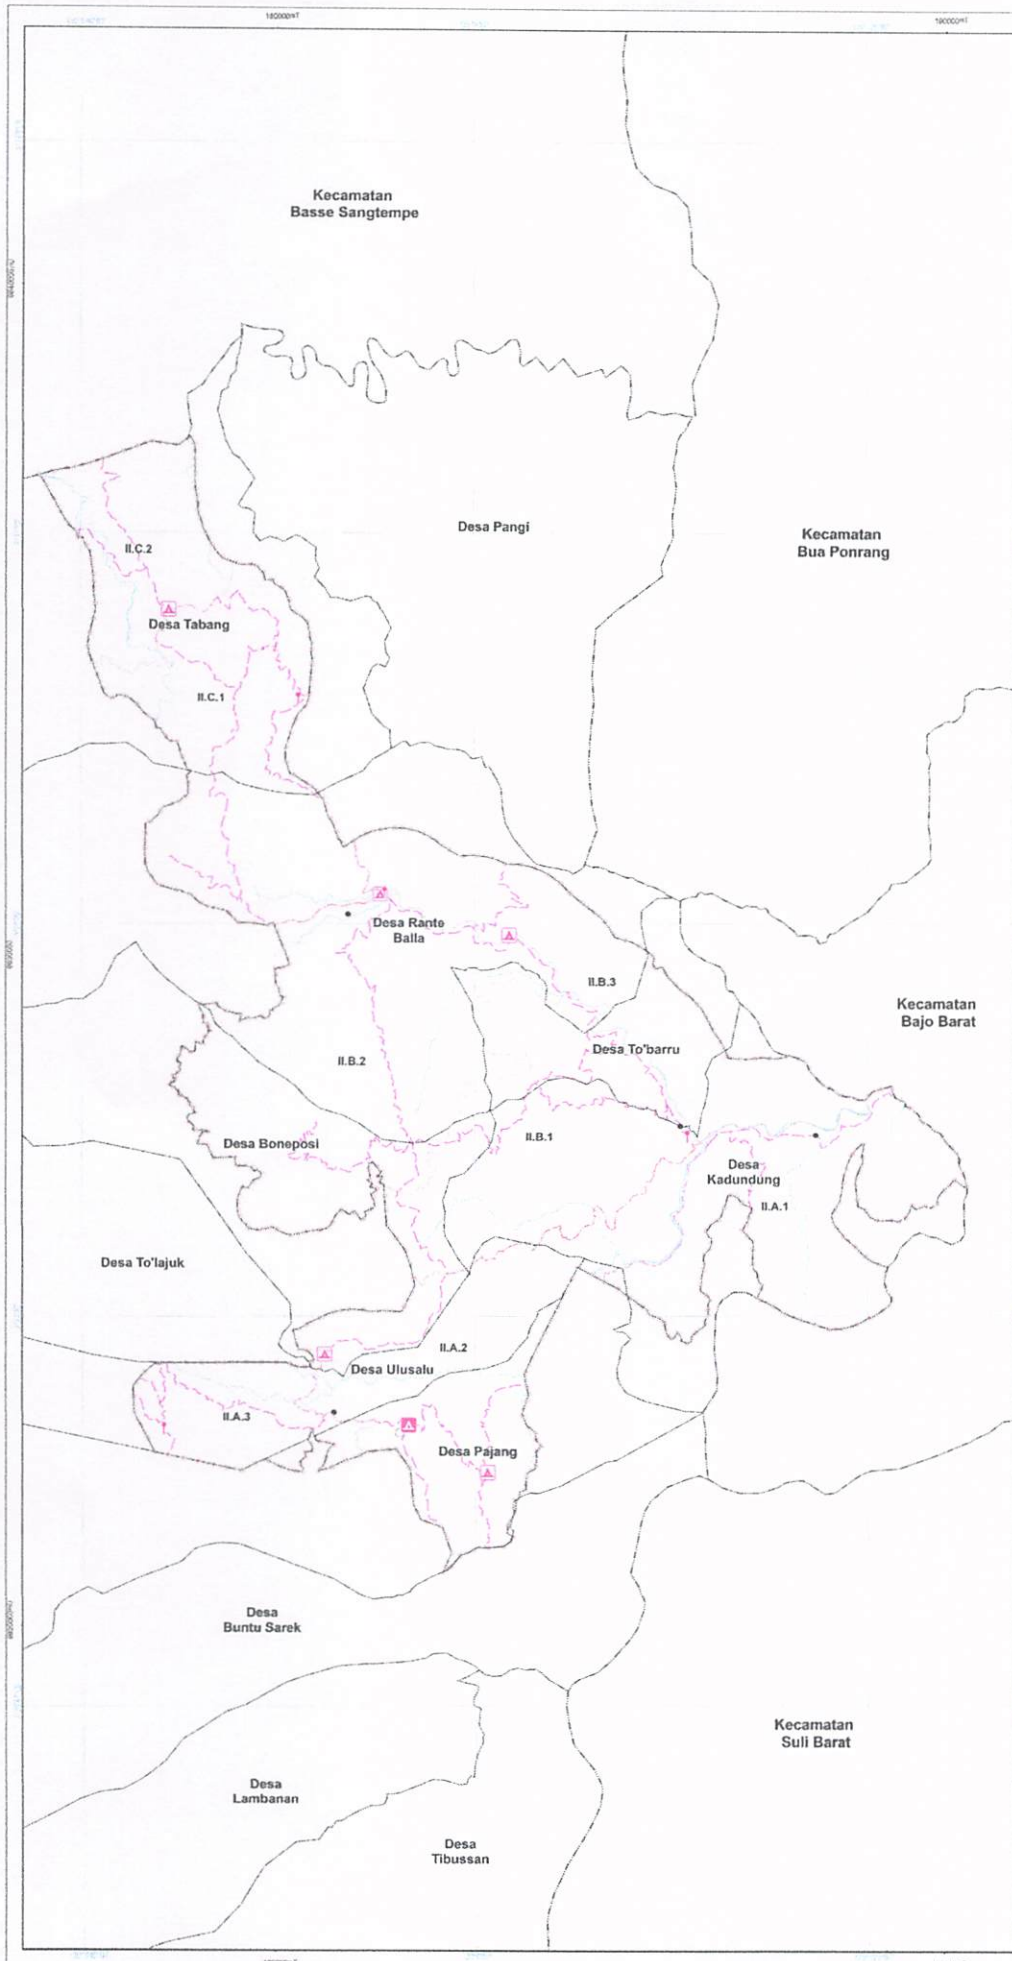 180000mT
190000mT
Kecamatan
Basse Sangtempe
Desa Pangi
Kecamatan
Bua Ponrang
II.C.2
Desa Tabang
II.C.1
Desa Rante
Balla
II.B.3
Kecamatan
Bajo Barat
Desa To'barru
II.B.2
II.B.1
Desa Boneposi
Desa
Kadundung
II.A.1
Desa To'lajuk
II.A.2
Desa Ulusalu
II.A.3
Desa Pajang
Desa
Buntu Sarek
Kecamatan
Suli Barat
Desa
Lambanan
Desa
Tibussan